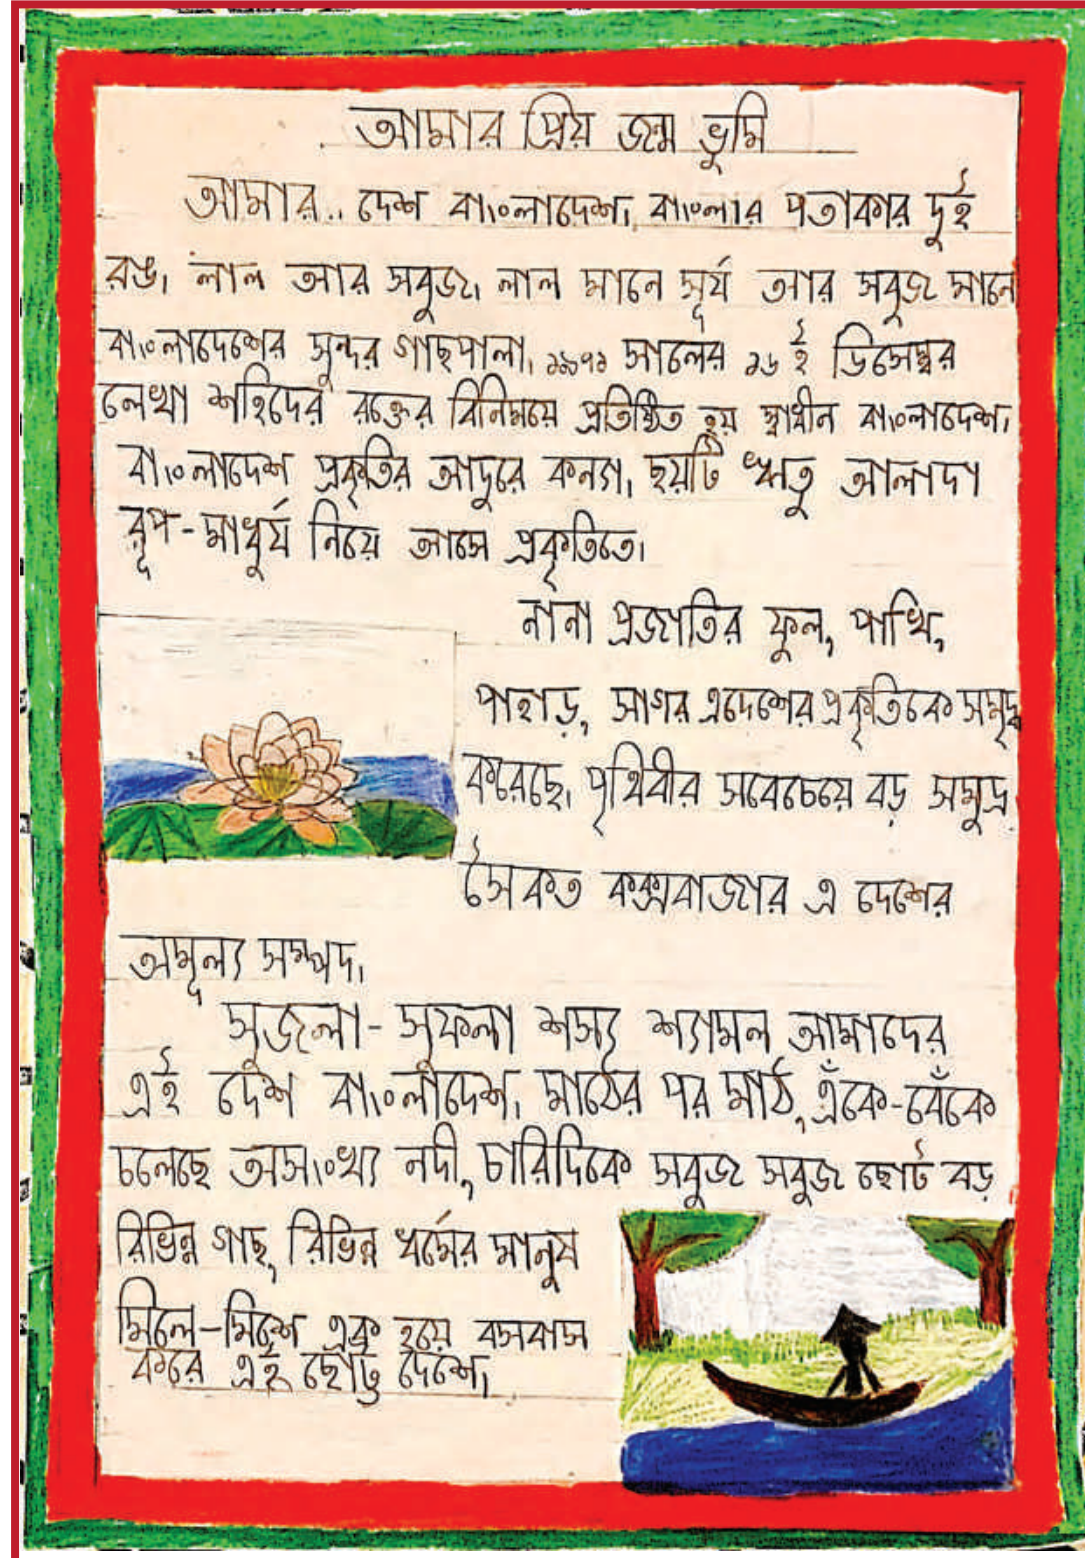 আমার প্রিয় জন্ম ভূমি
আমার.. দেশ বাংলাদেশ। বাংলার পতাকার দুই
রঙ। লাল আর সবুজ। লাল মানে সূর্য আর সবুজ মানে
বাংলাদেশের সুন্দর গাছপালা। ১৯৭১ সালের ১৬ ই ডিসেম্বর
লেখা শহিদের রক্তের বিনিময়ে প্রতিষ্ঠিত হয় স্বাধীন বাংলাদেশ।
বাংলাদেশ প্রকৃতির আদুরে কন্যা। ছয়টি ঋতু আলাদা
রূপ-মাধুর্য নিয়ে আসে প্রকৃতিতে।
নানা প্রজাতির ফুল, পাখি,
পাহাড়, সাগর এদেশের প্রকৃতিকে সমৃদ্ধ
করেছে। পৃথিবীর সবেচেয়ে বড় সমুদ্র
সৈকত কক্সবাজার এ দেশের
অমূল্য সম্পদ।
সুজলা-সুফলা শস্য শ্যামল আমাদের
এই দেশ বাংলাদেশ। মাঠের পর মাঠ, এঁকে-বেঁকে
চলেছে অসংখ্য নদী, চারিদিকে সবুজ সবুজ ছোট বড়
বিভিন্ন গাছ, বিভিন্ন ধর্মের মানুষ
মিলে-মিশে এক হয়ে বসবাস
করে এই ছোট্ট দেশে।